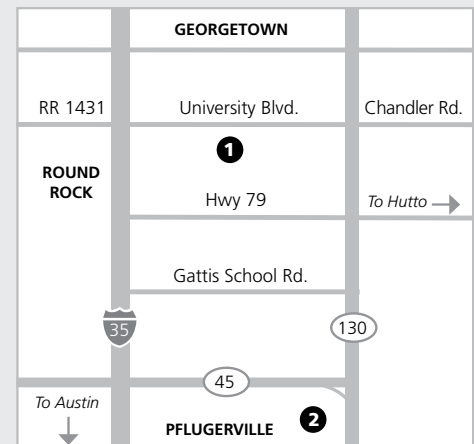 GEORGETOWN
RR 1431
University Blvd.
Chandler Rd.
1
ROUND
ROCK
Hwy 79
To Hutto
Gattis School Rd.
35
130
45
To Austin
PFLUGERVILLE
2